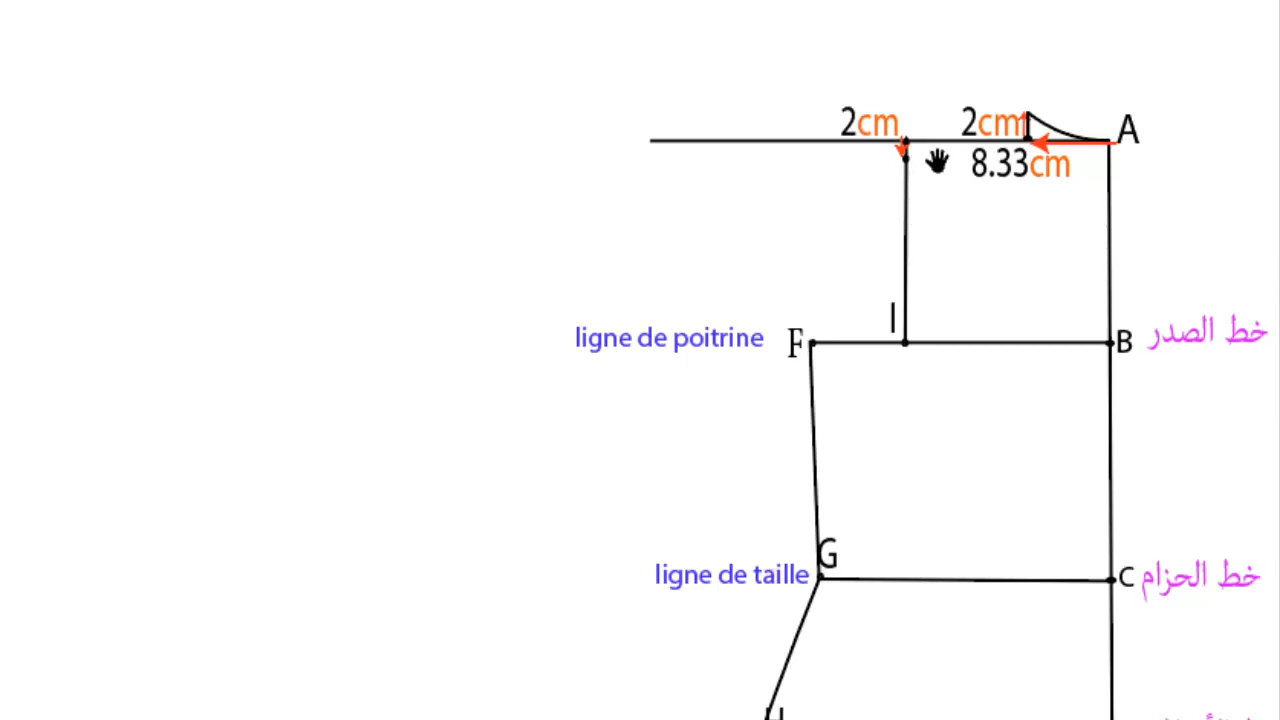 2cm 2cm A
8.33cm
I
ligne de poitrine F B خط الصدر
G
ligne de taille C خط الحزام
H